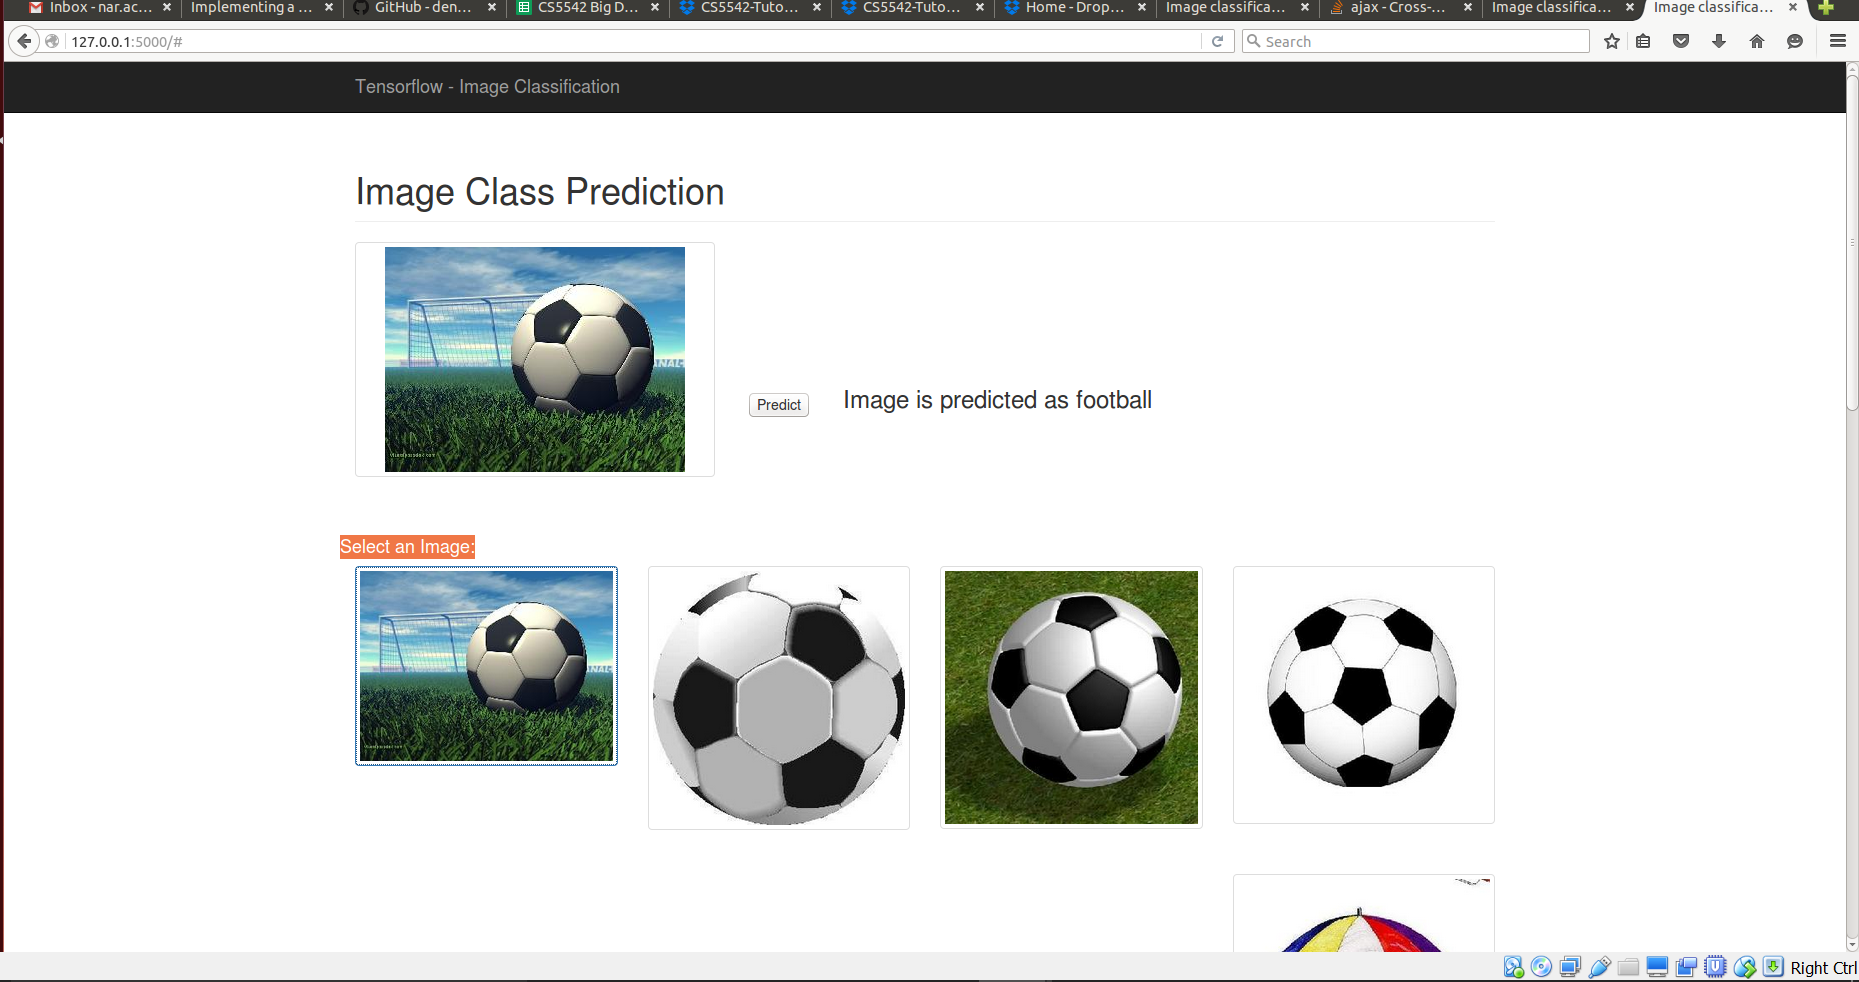 Inbox - nar.ac...
Implementing a ...
GitHub - den...
CS5542 Big D...
CS5542-Tuto...
CS5542-Tuto...
Home - Drop...
Image classifica...
ajax - Cross-...
Image classifica...
Image classifica...
127.0.0.1:5000/#
Search
Tensorflow - Image Classification
Image Class Prediction
Predict
Image is predicted as football
Select an Image:
Right Ctrl